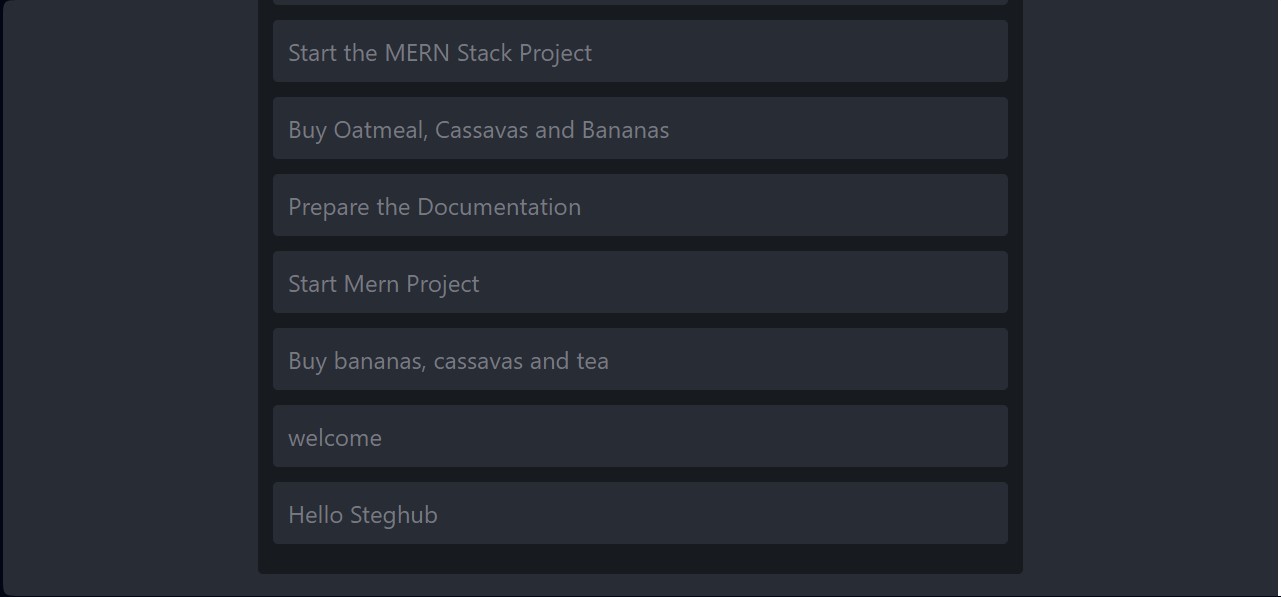 Start the MERN Stack Project
Buy Oatmeal, Cassavas and Bananas
Prepare the Documentation
Start Mern Project
Buy bananas, cassavas and tea
welcome
Hello Steghub